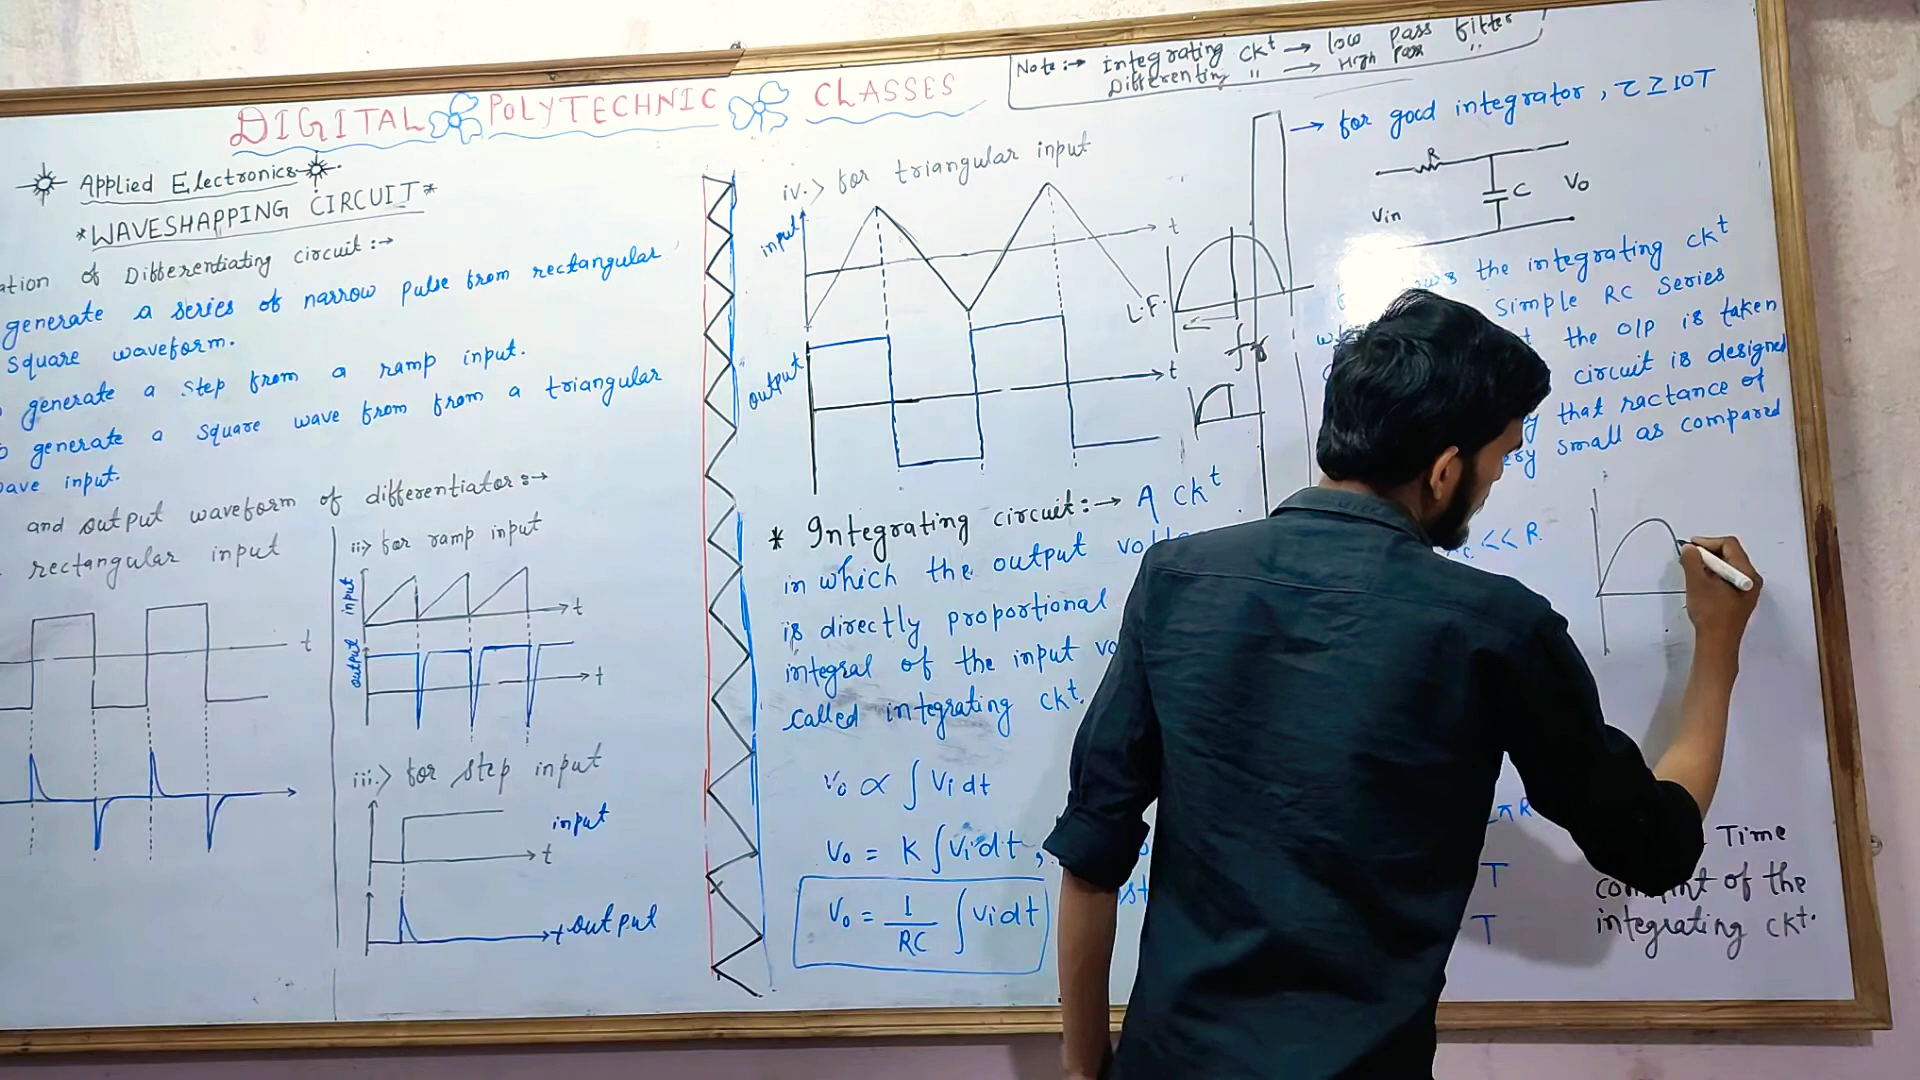 DIGITAL POLYTECHNIC CLASSES
Note:→ Integrating ckt → low pass filter
Differenting " → High pass "
Applied Electronics
*WAVESHAPPING CIRCUIT*
of Differentiating circuit :→
generate a series of narrow pulse from rectangular
square waveform.
generate a step from a ramp input.
generate a square wave from from a triangular
input.
and output waveform of differentiator :→
rectangular input
t
ii> for ramp input
input
t
output
t
iii.> for step input
input
t
output
iv.> for triangular input
input
t
output
t
L.F.
fr
* Integrating circuit :→ A ckt
in which the output
is directly proportional
integral of the input
called integrating ckt.
Vo ∝ ∫ Vi dt
Vo = K ∫ Vi dt,
Vo = 1/RC ∫ Vi dt
→ for good integrator, τ ≥ 10T
R
C
Vo
Vin
the integrating ckt
simple RC series
the O/P is taken
circuit is designed
that ractance of
small as compared
<< R.
T
Time
of the
T
integrating ckt.